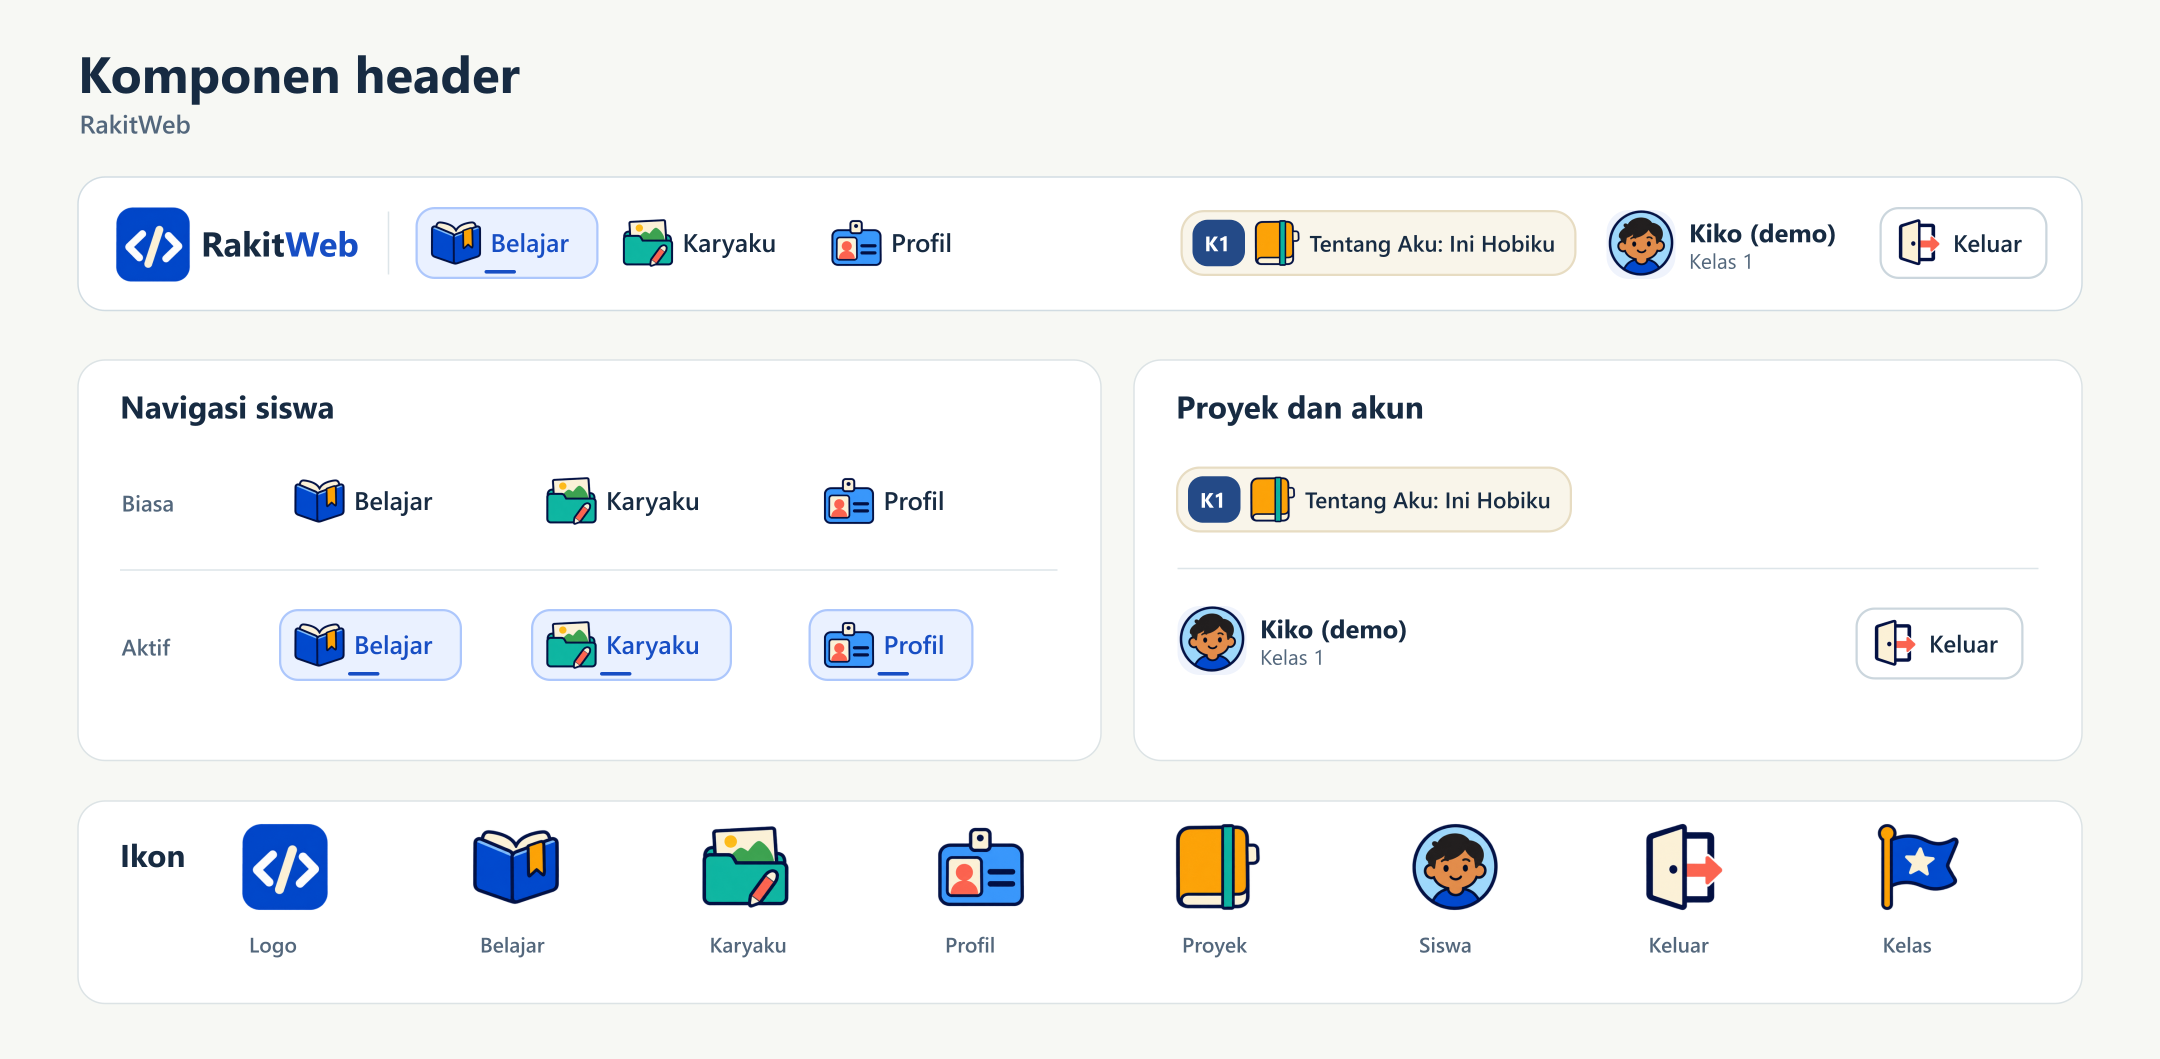 Komponen header
RakitWeb
RakitWeb Belajar Karyaku Profil K1 Tentang Aku: Ini Hobiku Kiko (demo) Keluar
Kelas 1
Navigasi siswa
Biasa Belajar Karyaku Profil
Aktif Belajar Karyaku Profil
Proyek dan akun
K1 Tentang Aku: Ini Hobiku
Kiko (demo) Keluar
Kelas 1
Ikon
Logo Belajar Karyaku Profil Proyek Siswa Keluar Kelas